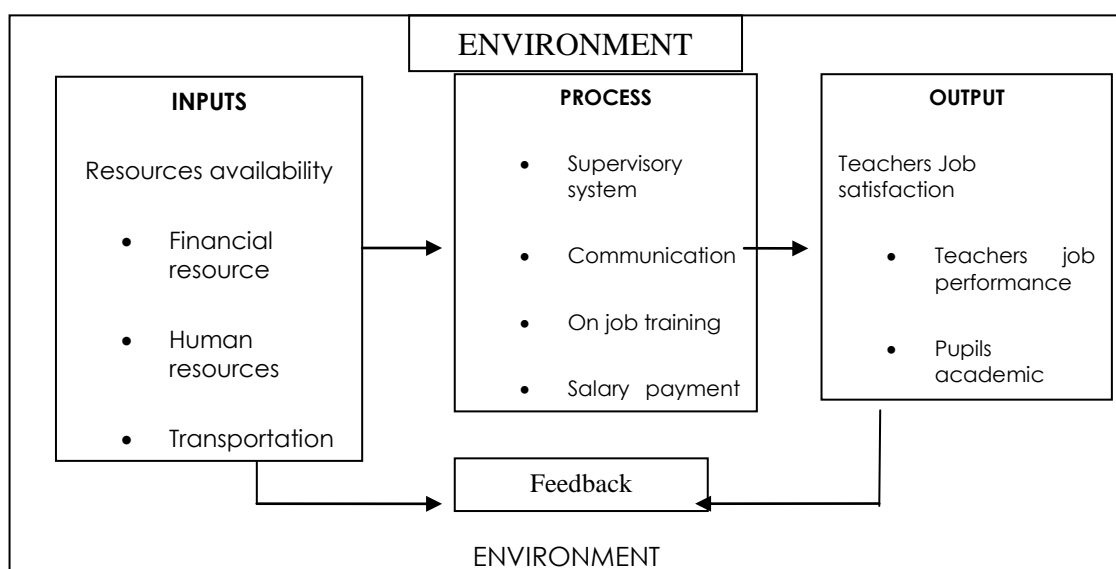 ENVIRONMENT
INPUTS
Resources availability
• Financial
resource
• Human
resources
• Transportation
PROCESS
• Supervisory
system
• Communication
• On job training
• Salary payment
OUTPUT
Teachers Job
satisfaction
• Teachers job
performance
• Pupils
academic
Feedback
ENVIRONMENT